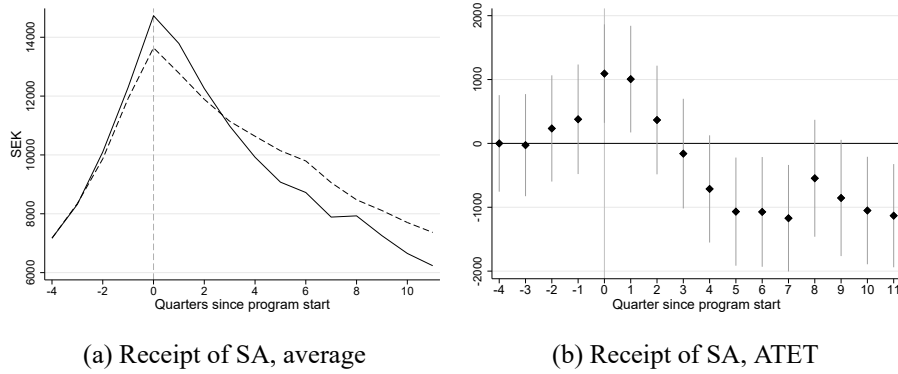 14000
12000
10000
8000
6000
SEK
-4 -2 0 2 4 6 8 10
Quarters since program start
(a) Receipt of SA, average
2000
1000
0
-1000
-2000
-4 -3 -2 -1 0 1 2 3 4 5 6 7 8 9 10 11
Quarter since program start
(b) Receipt of SA, ATET